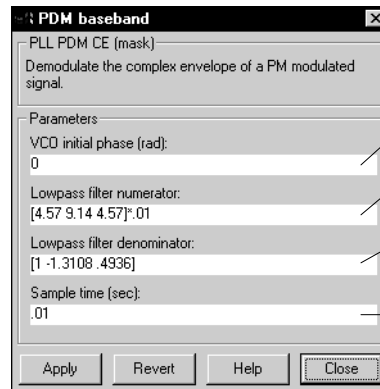 PDM baseband
PLL PDM CE (mask)
Demodulate the complex envelope of a PM modulated
signal.
Parameters
VCO initial phase (rad):
0
Lowpass filter numerator:
[4.57 9.14 4.57]*.01
Lowpass filter denominator:
[1 -1.3108 .4936]
Sample time (sec):
.01
Apply Revert Help Close